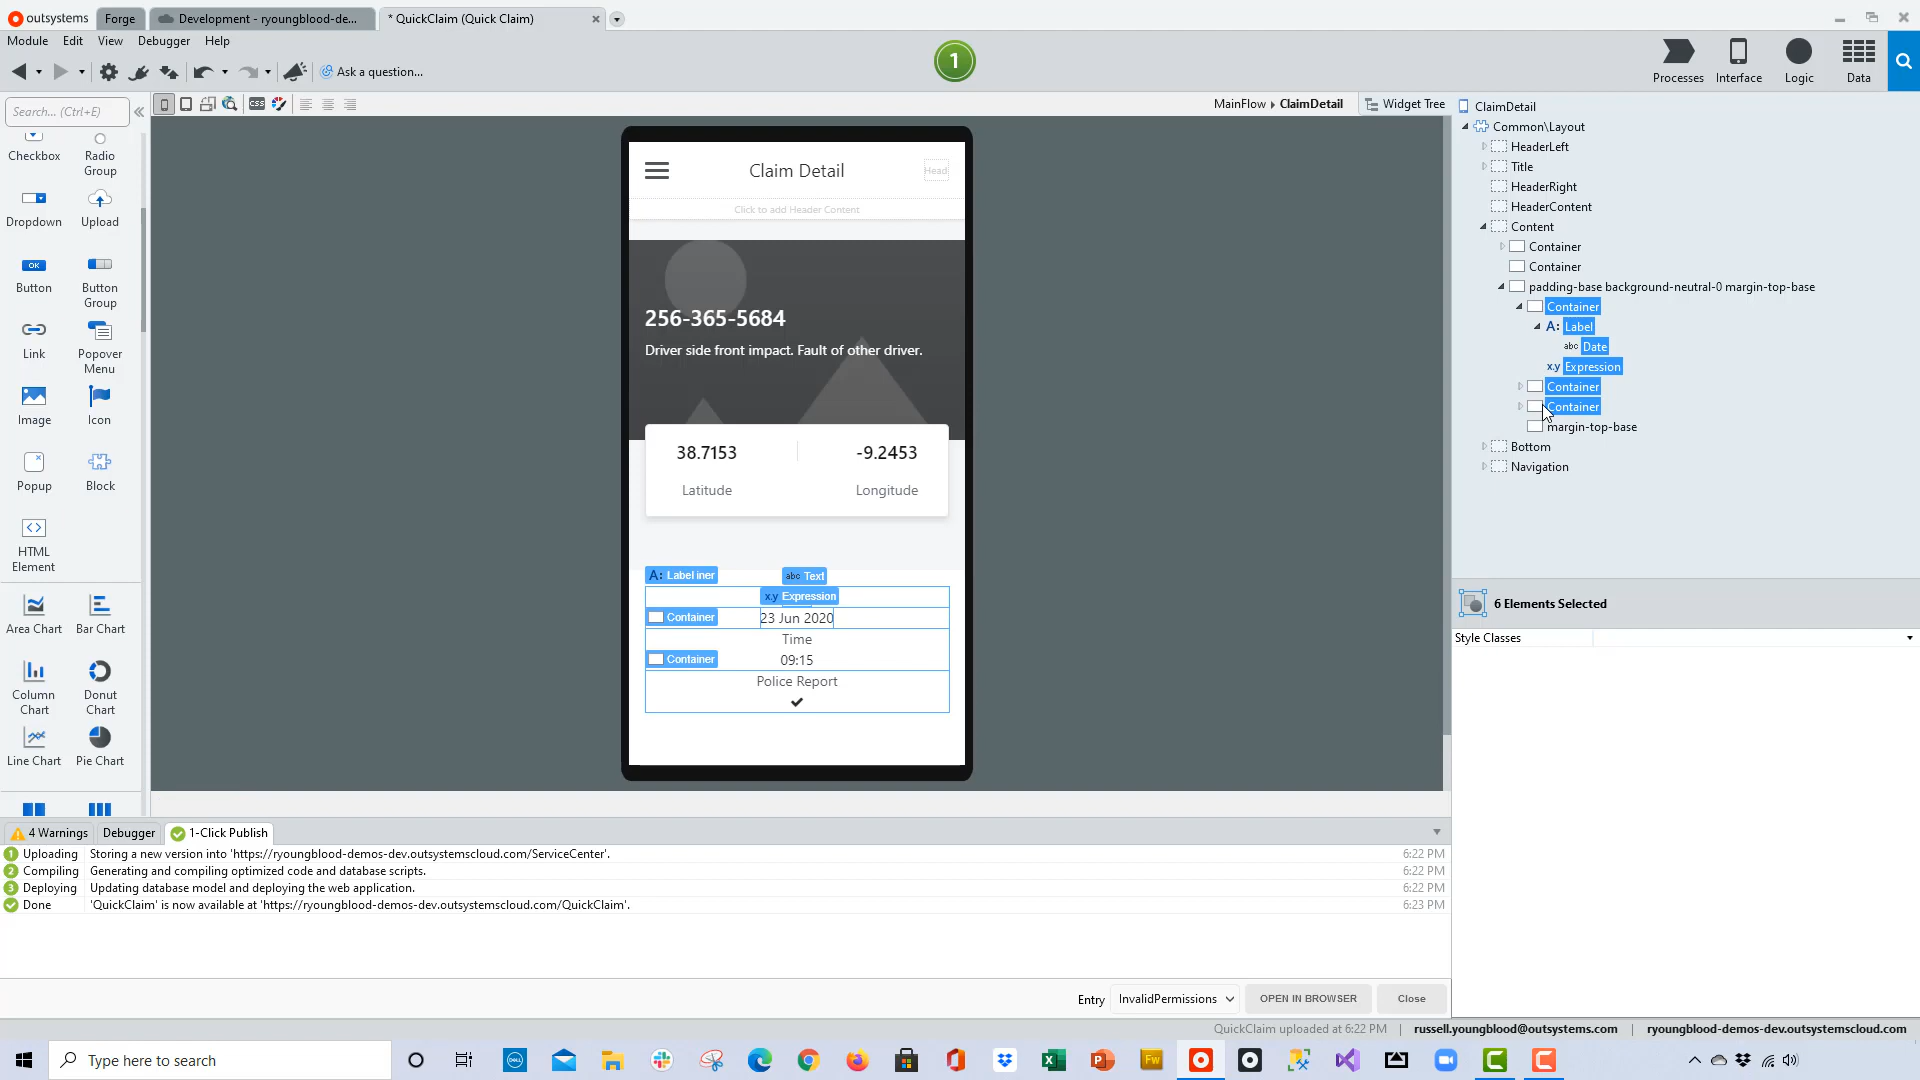 outsystems
Forge
Development - ryoungblood-de...
* QuickClaim (Quick Claim)
Module Edit View Debugger Help
1
Ask a question...
Processes
Interface
Logic
Data
Search... (Ctrl+E)
CSS
MainFlow ▸ ClaimDetail
Widget Tree
Checkbox
Radio Group
Dropdown
Upload
OK
Button
Button Group
Link
Popover Menu
Image
Icon
Popup
Block
HTML Element
Area Chart
Bar Chart
Column Chart
Donut Chart
Line Chart
Pie Chart
Claim Detail
Head
Click to add Header Content
256-365-5684
Driver side front impact. Fault of other driver.
38.7153
-9.2453
Latitude
Longitude
A: Label iner
abc Text
x.y Expression
Container
23 Jun 2020
Time
Container
09:15
Police Report
ClaimDetail
Common\Layout
HeaderLeft
Title
HeaderRight
HeaderContent
Content
Container
Container
padding-base background-neutral-0 margin-top-base
Container
A: Label
abc Date
x.y Expression
Container
Container
margin-top-base
Bottom
Navigation
6 Elements Selected
Style Classes
4 Warnings
Debugger
1-Click Publish
1 Uploading Storing a new version into 'https://ryoungblood-demos-dev.outsystemscloud.com/ServiceCenter'. 6:22 PM
2 Compiling Generating and compiling optimized code and database scripts. 6:22 PM
3 Deploying Updating database model and deploying the web application. 6:22 PM
Done 'QuickClaim' is now available at 'https://ryoungblood-demos-dev.outsystemscloud.com/QuickClaim'. 6:23 PM
Entry
InvalidPermissions
OPEN IN BROWSER
Close
QuickClaim uploaded at 6:22 PM | russell.youngblood@outsystems.com | ryoungblood-demos-dev.outsystemscloud.com
Type here to search
DELL
Fw